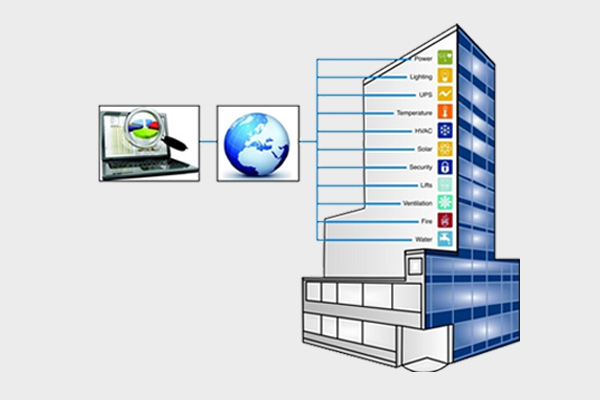 Power
Lighting
UPS
Temperature
HVAC
Solar
Security
Lifts
Ventilation
Fire
Water